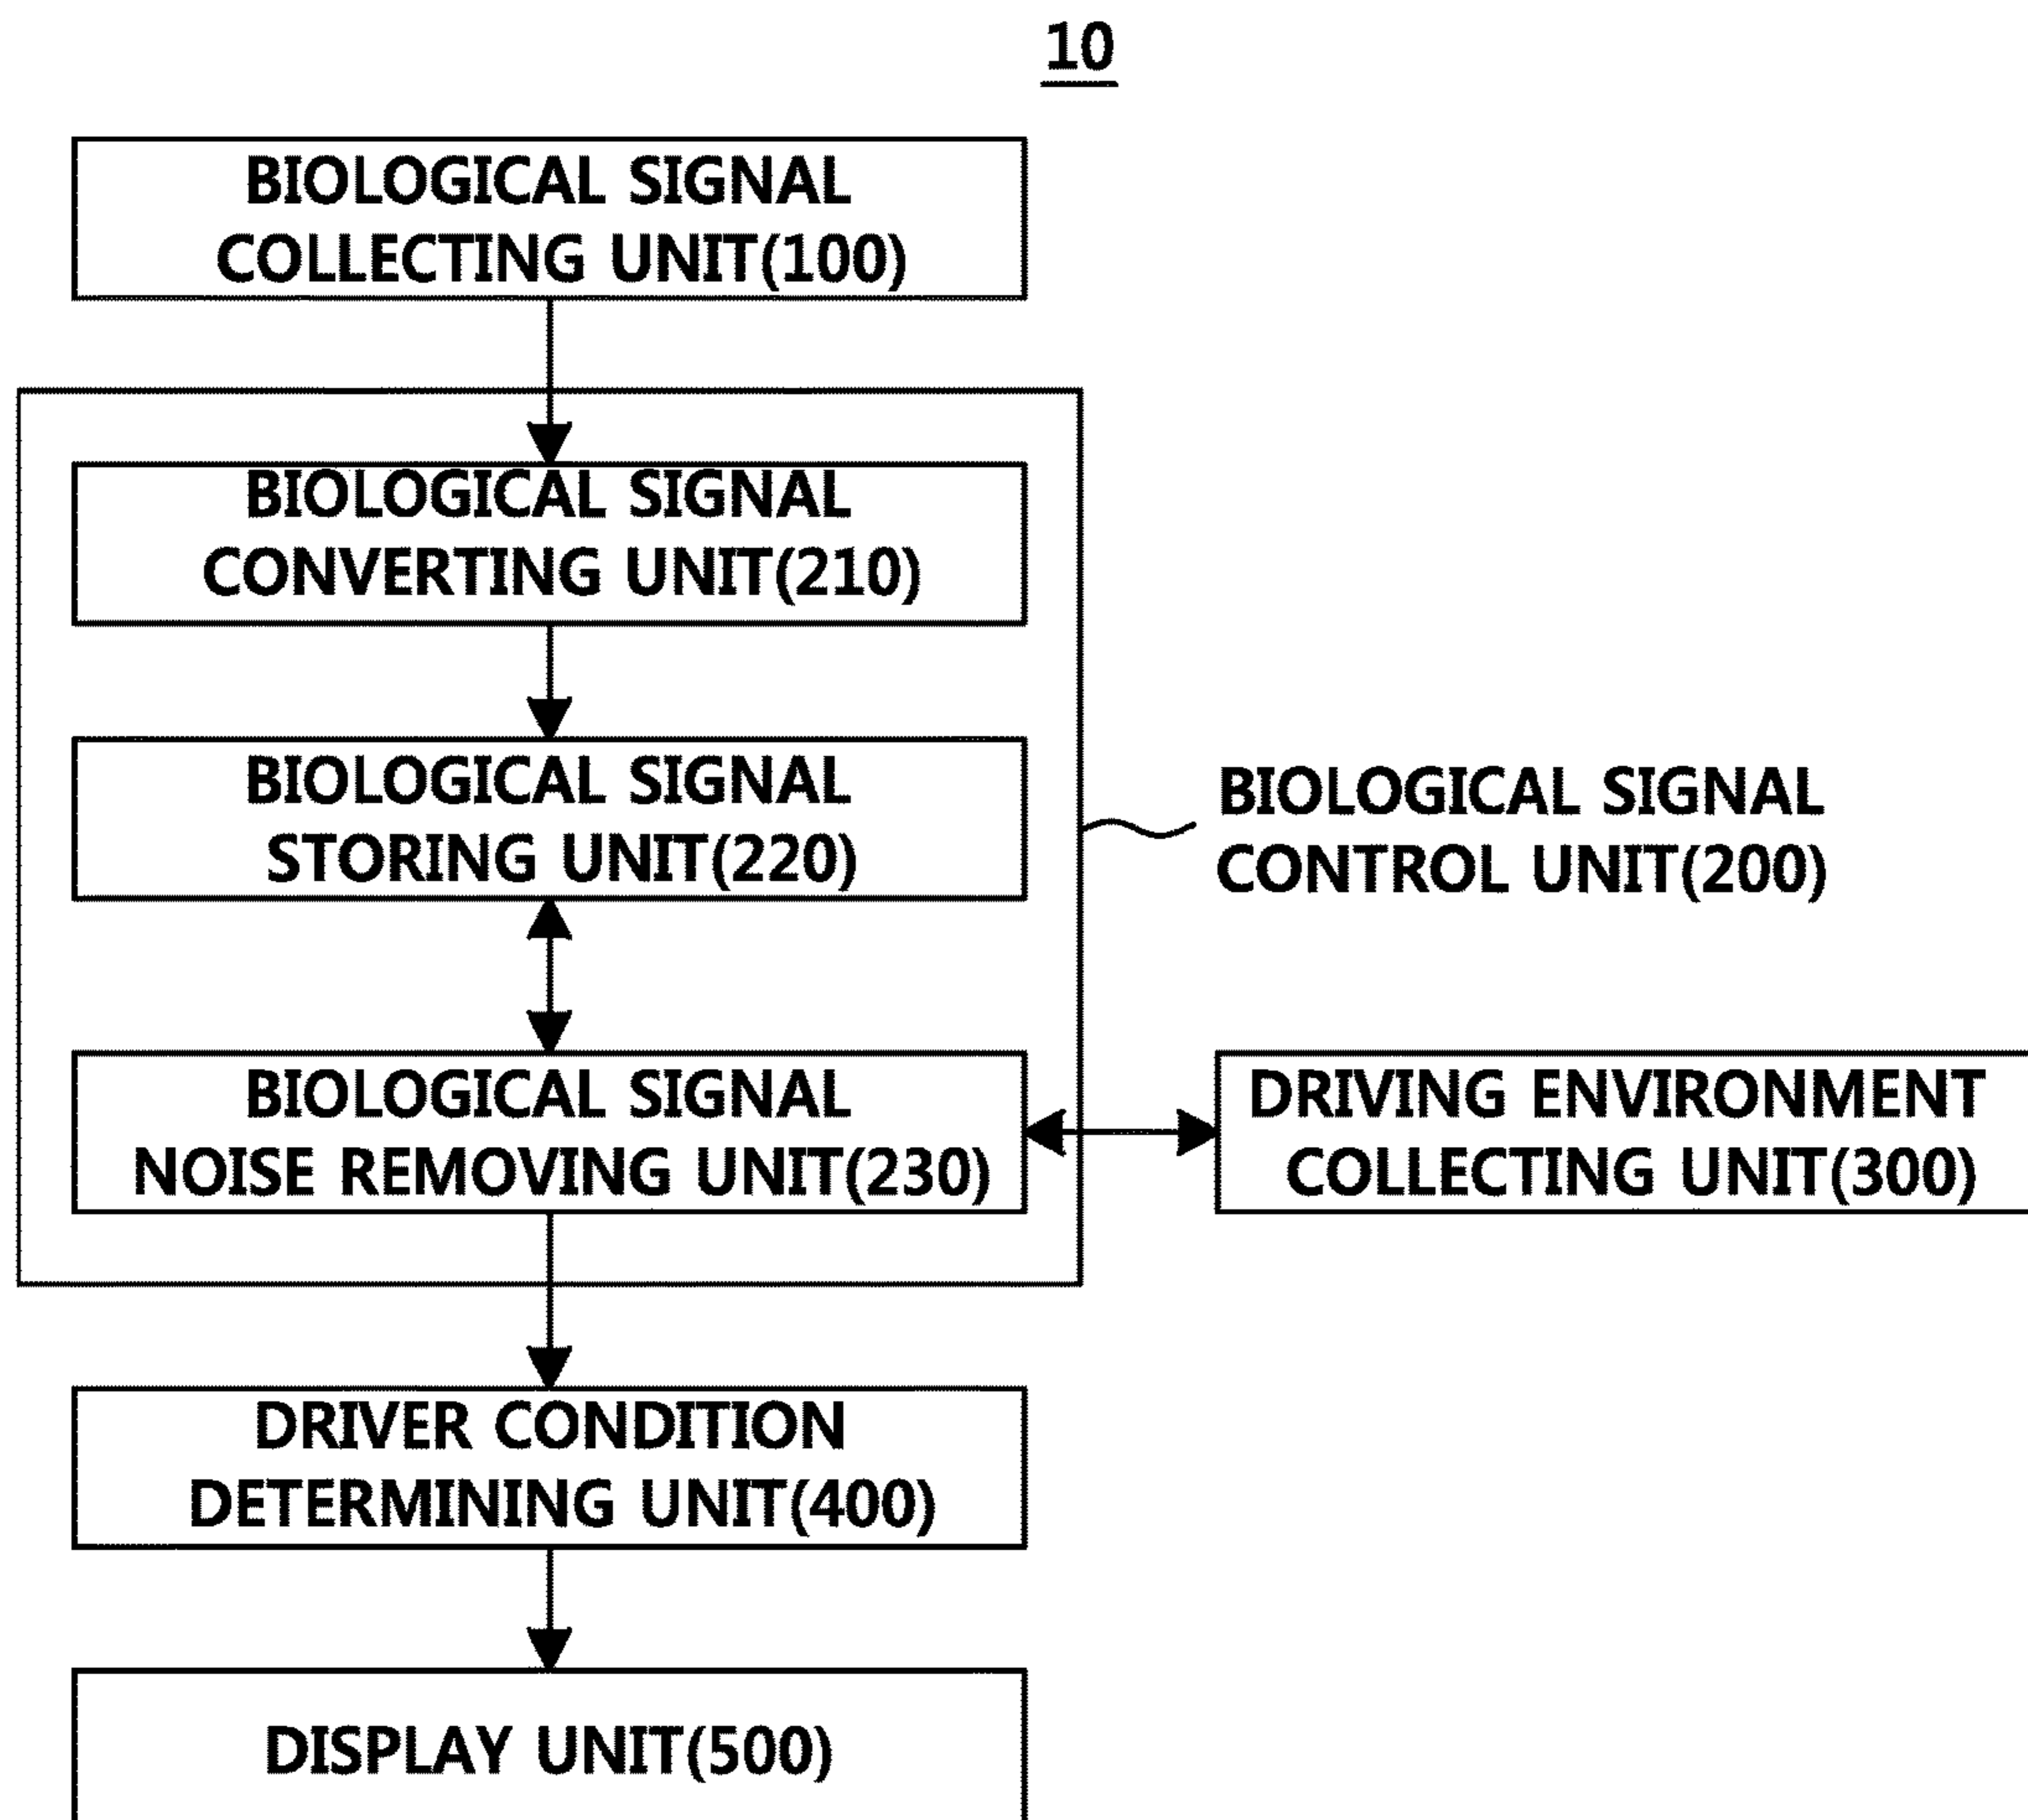 10
BIOLOGICAL SIGNAL
COLLECTING UNIT(100)
BIOLOGICAL SIGNAL
CONVERTING UNIT(210)
BIOLOGICAL SIGNAL
STORING UNIT(220)
BIOLOGICAL SIGNAL
CONTROL UNIT(200)
BIOLOGICAL SIGNAL
NOISE REMOVING UNIT(230)
DRIVING ENVIRONMENT
COLLECTING UNIT(300)
DRIVER CONDITION
DETERMINING UNIT(400)
DISPLAY UNIT(500)